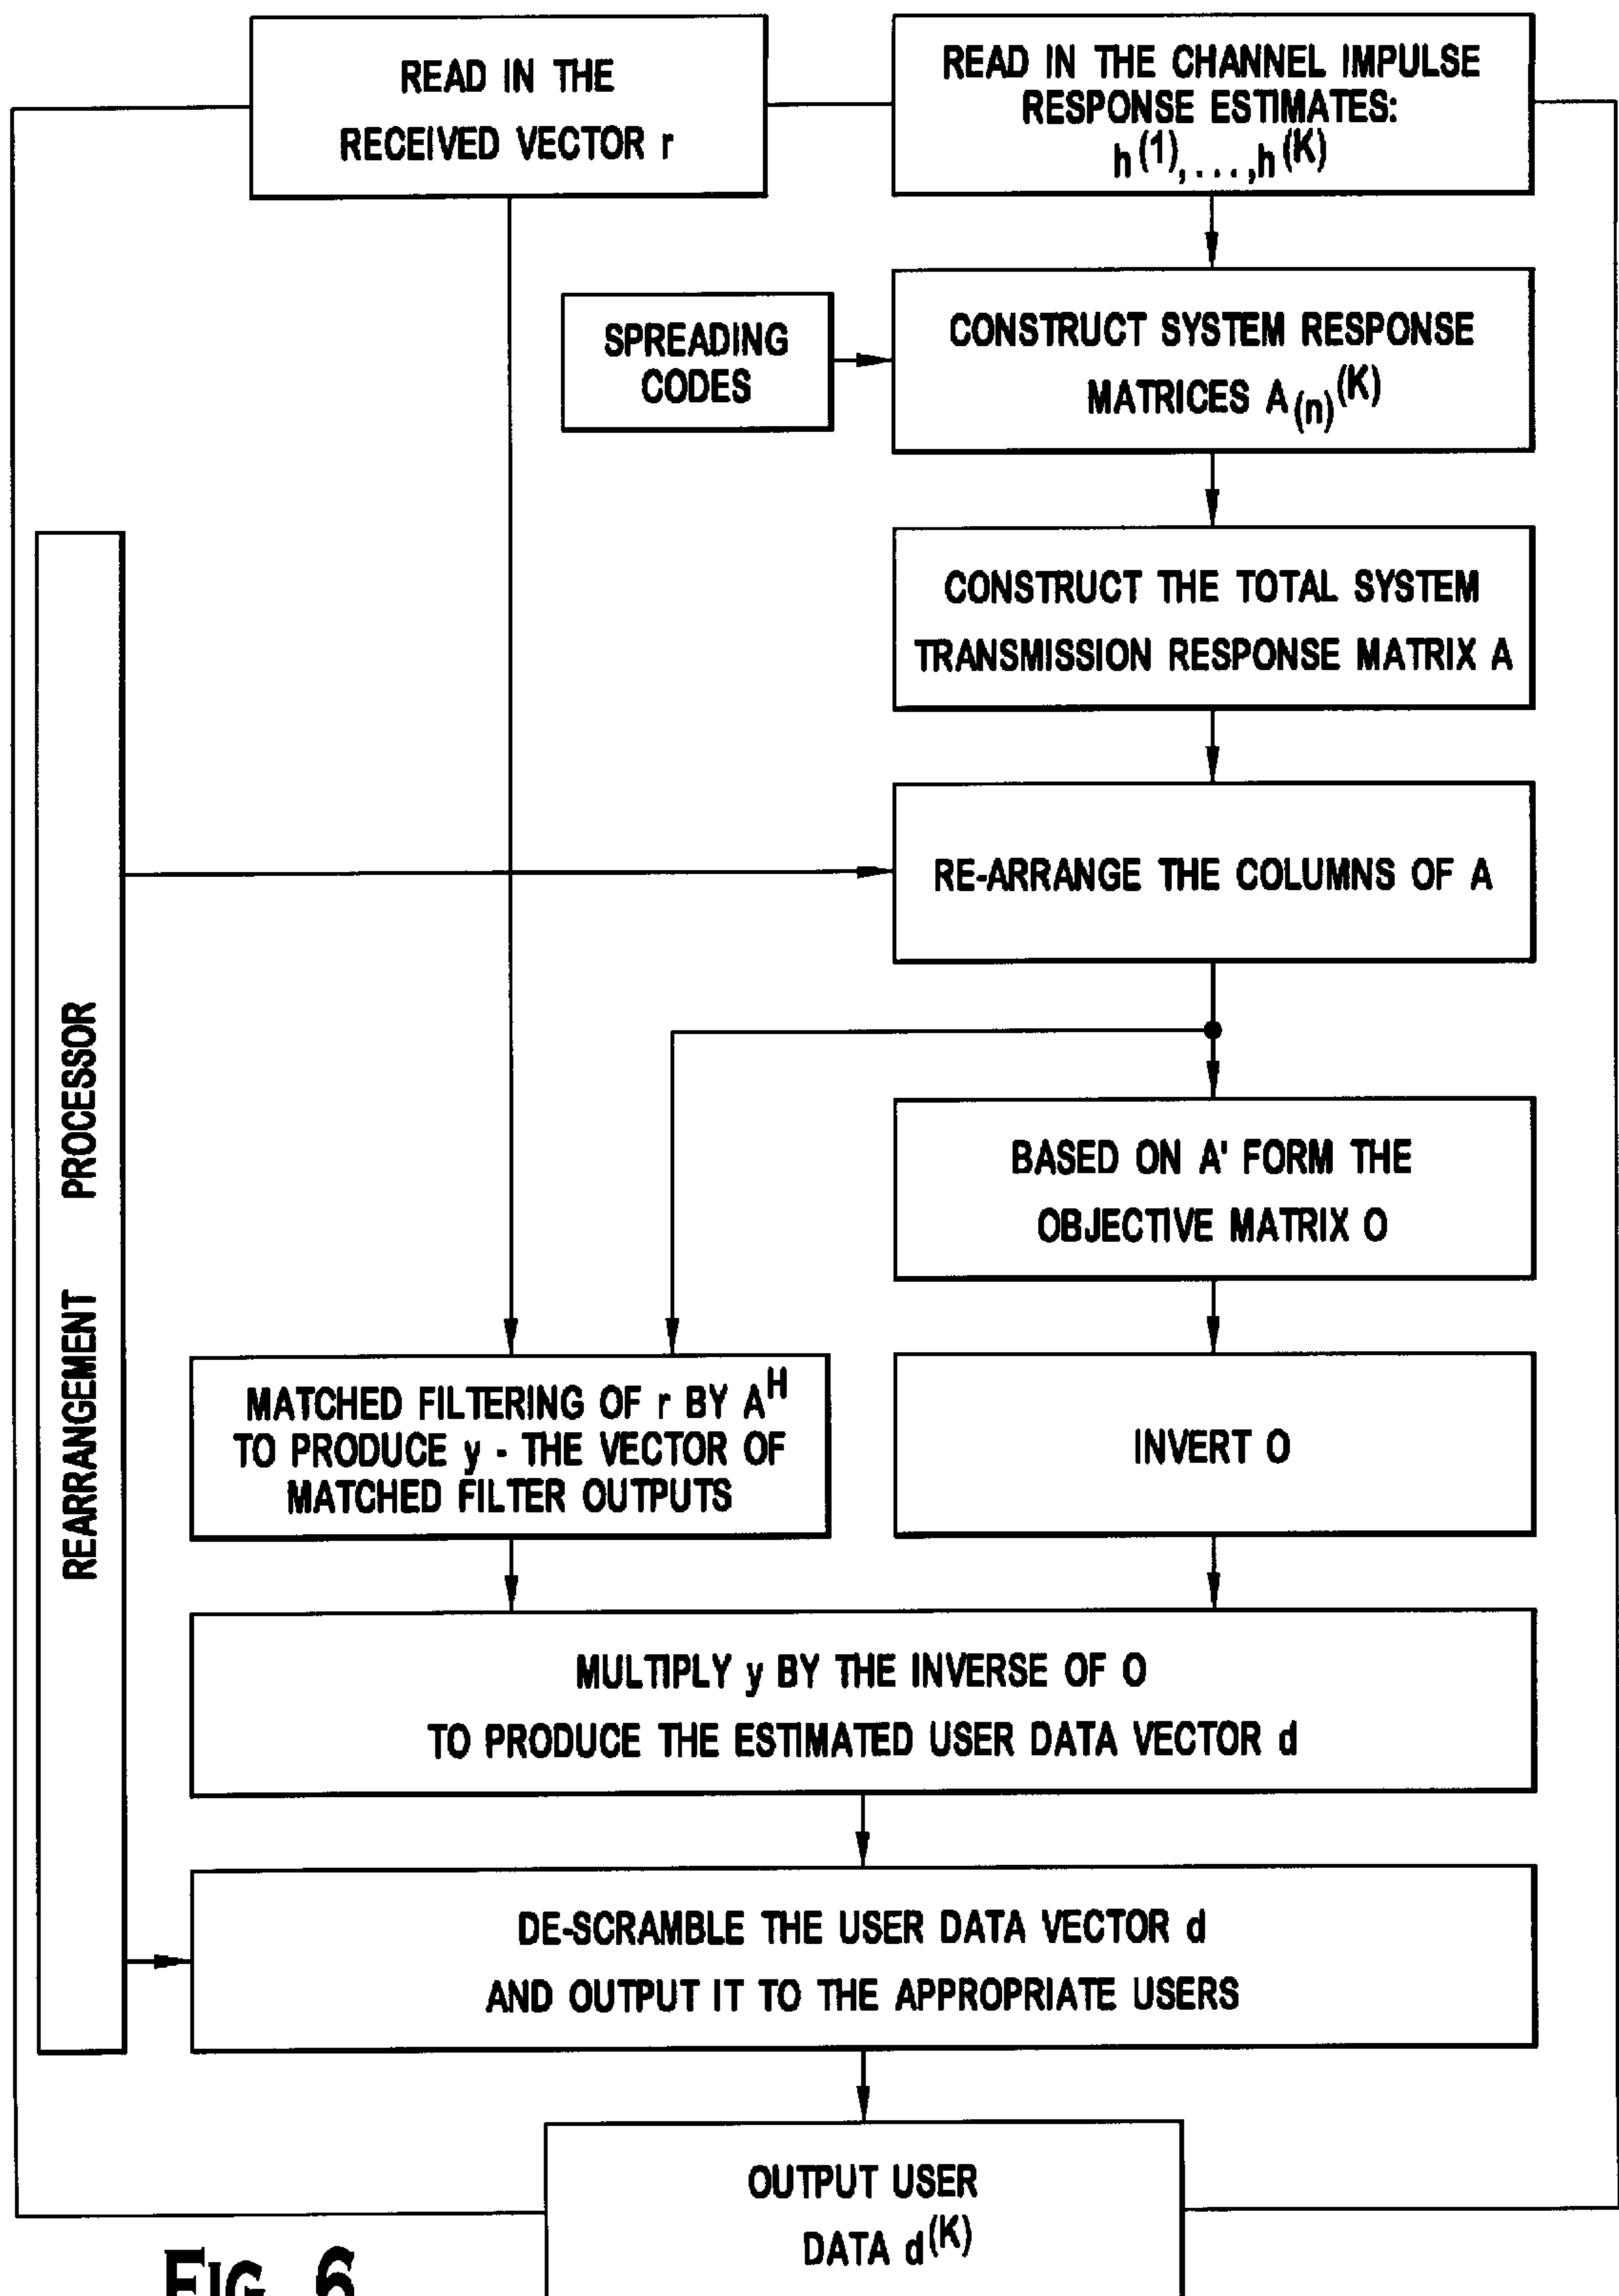 READ IN THE
RECEIVED VECTOR r
READ IN THE CHANNEL IMPULSE
RESPONSE ESTIMATES:
h(1),...,h(K)
SPREADING
CODES
CONSTRUCT SYSTEM RESPONSE
MATRICES A(n)(K)
CONSTRUCT THE TOTAL SYSTEM
TRANSMISSION RESPONSE MATRIX A
RE-ARRANGE THE COLUMNS OF A
REARRANGEMENT PROCESSOR
BASED ON A' FORM THE
OBJECTIVE MATRIX O
MATCHED FILTERING OF r BY A^H
TO PRODUCE y - THE VECTOR OF
MATCHED FILTER OUTPUTS
INVERT O
MULTIPLY y BY THE INVERSE OF O
TO PRODUCE THE ESTIMATED USER DATA VECTOR d
DE-SCRAMBLE THE USER DATA VECTOR d
AND OUTPUT IT TO THE APPROPRIATE USERS
OUTPUT USER
DATA d(K)
FIG. 6